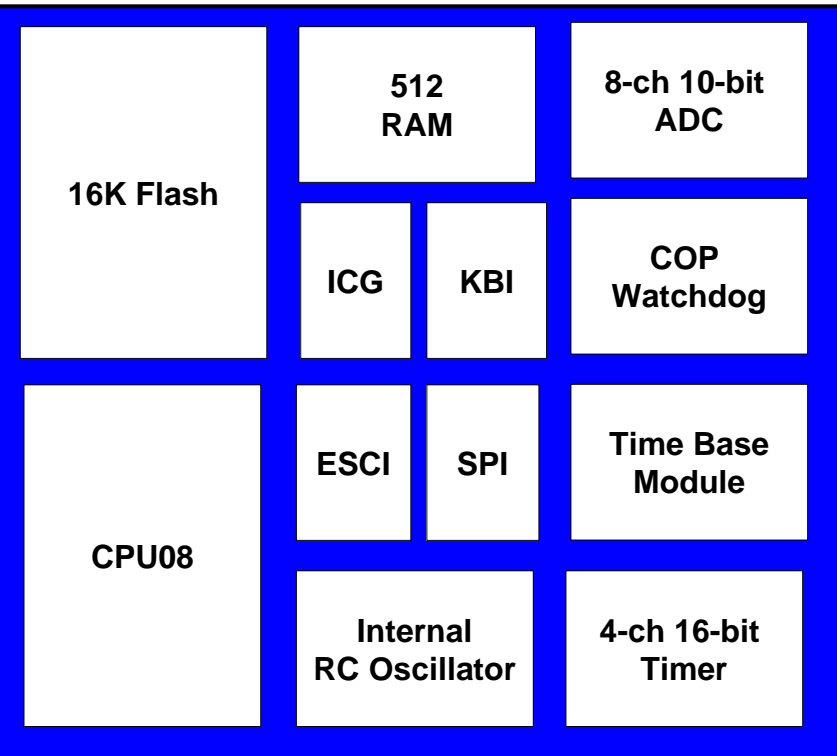 16K Flash
512
RAM
8-ch 10-bit
ADC
ICG
KBI
COP
Watchdog
CPU08
ESCI
SPI
Time Base
Module
Internal
RC Oscillator
4-ch 16-bit
Timer